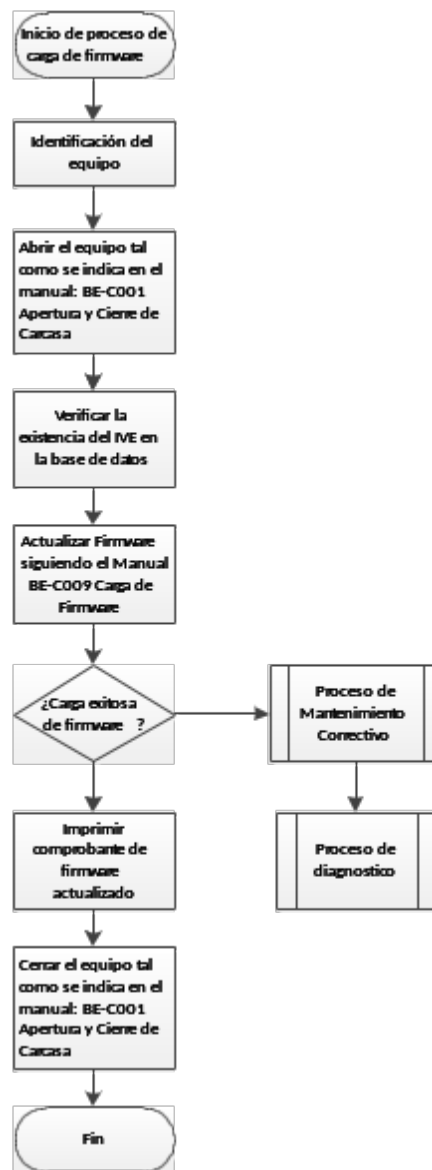 Inicio de proceso de
carga de firmware
Identificación del
equipo
Abrir el equipo tal
como se indica en el
manual: BE-C001
Apertura y Cierre de
Carcasa
Verificar la
existencia del IVE en
la base de datos
Actualizar Firmware
siguiendo el Manual
BE-C009 Carga de
Firmware
¿Carga exitosa
de firmware ?
Proceso de
Mantenimiento
Correctivo
Imprimir
comprobante de
firmware
actualizado
Proceso de
diagnostico
Cerrar el equipo tal
como se indica en el
manual: BE-C001
Apertura y Cierre de
Carcasa
Fin